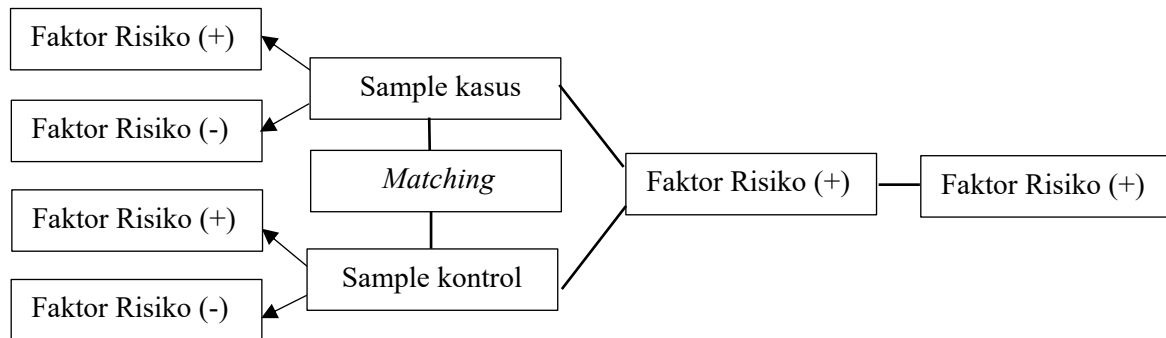 Faktor Risiko (+)
Sample kasus
Faktor Risiko (-)
Matching
Faktor Risiko (+)
Faktor Risiko (+)
Faktor Risiko (+)
Sample kontrol
Faktor Risiko (-)